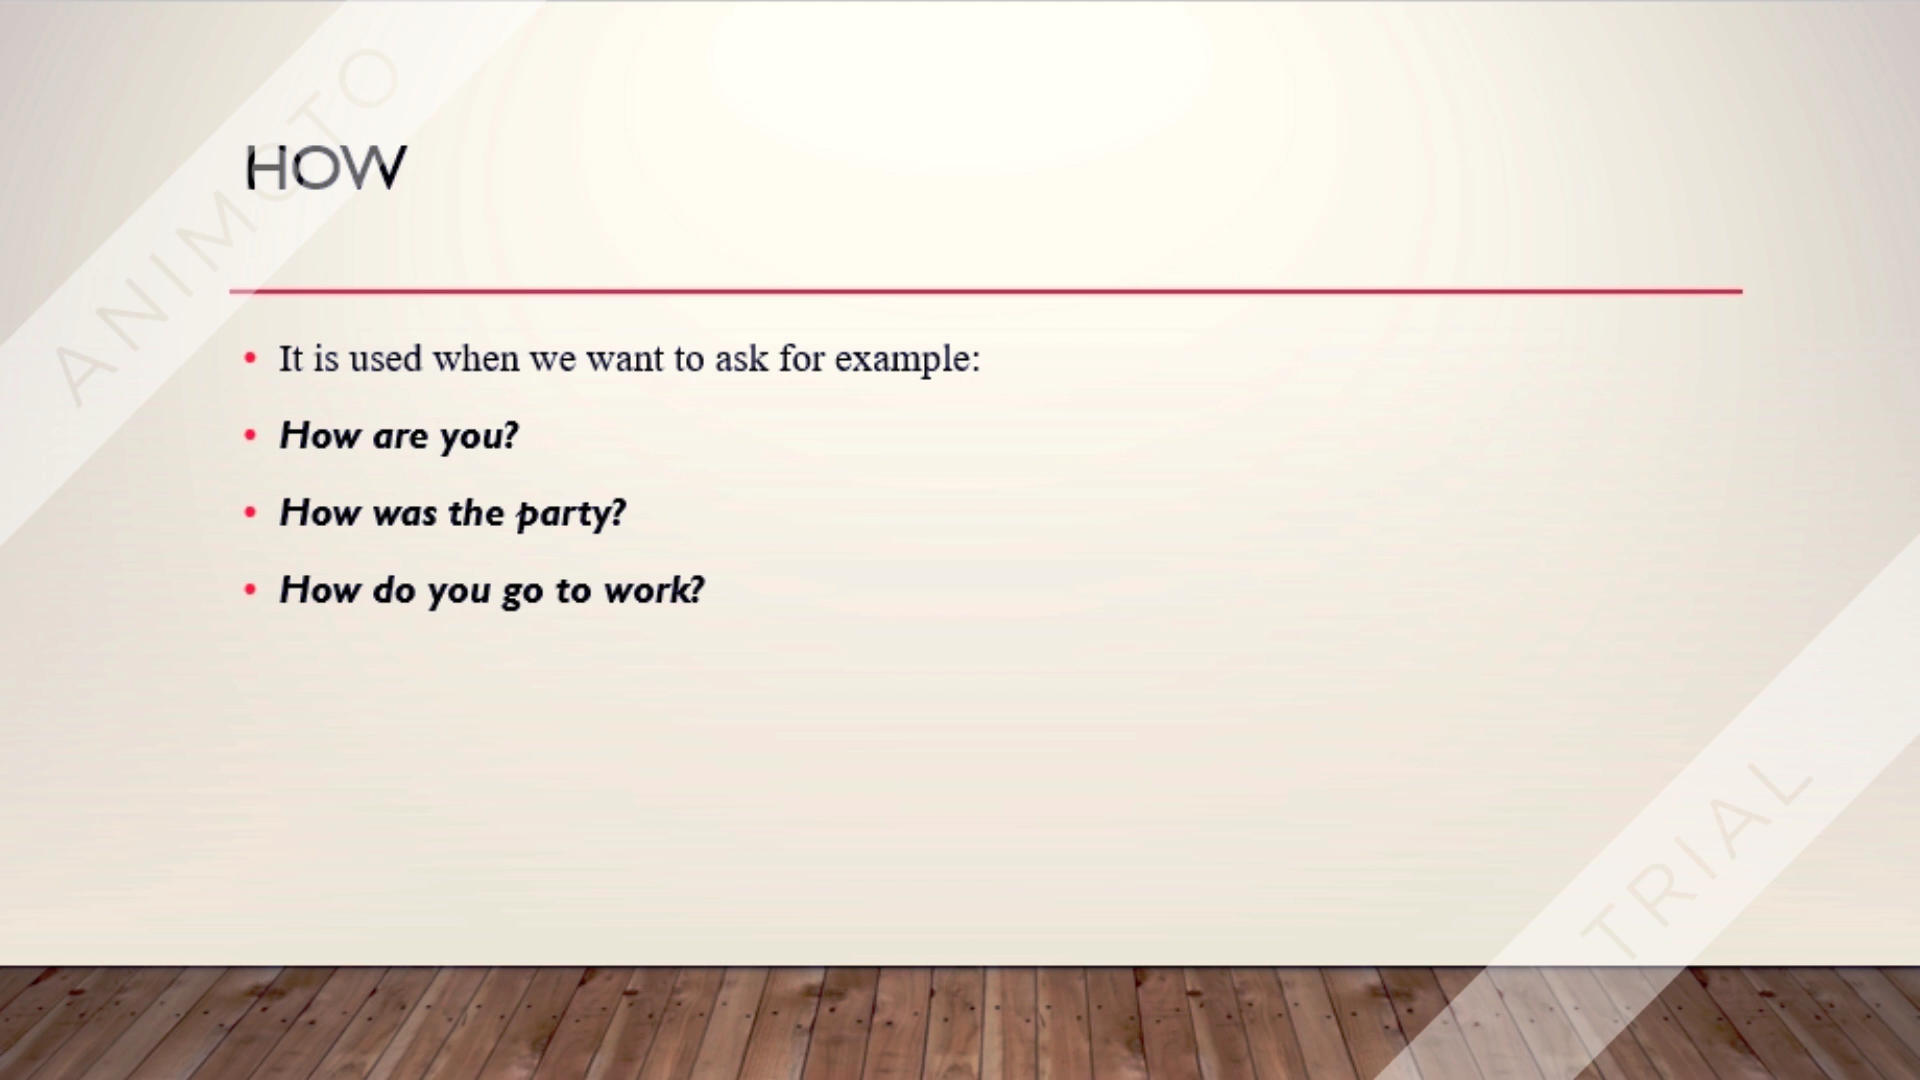 ANIMOTO
HOW
It is used when we want to ask for example:
How are you?
How was the party?
How do you go to work?
TRIAL